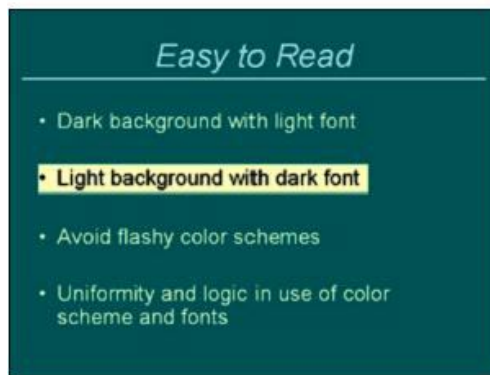 Easy to Read
• Dark background with light font
• Light background with dark font
• Avoid flashy color schemes
• Uniformity and logic in use of color
scheme and fonts